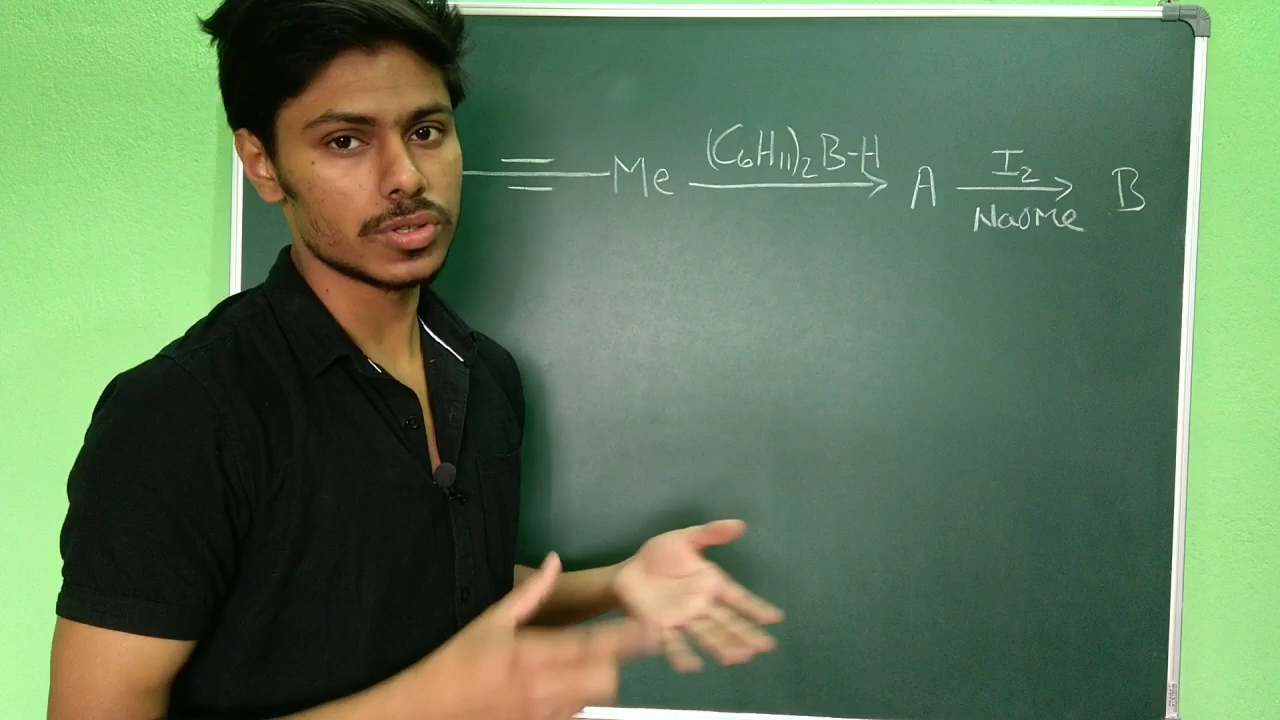 ≡—Me (C6H11)2B-H → A I2 NaOMe → B